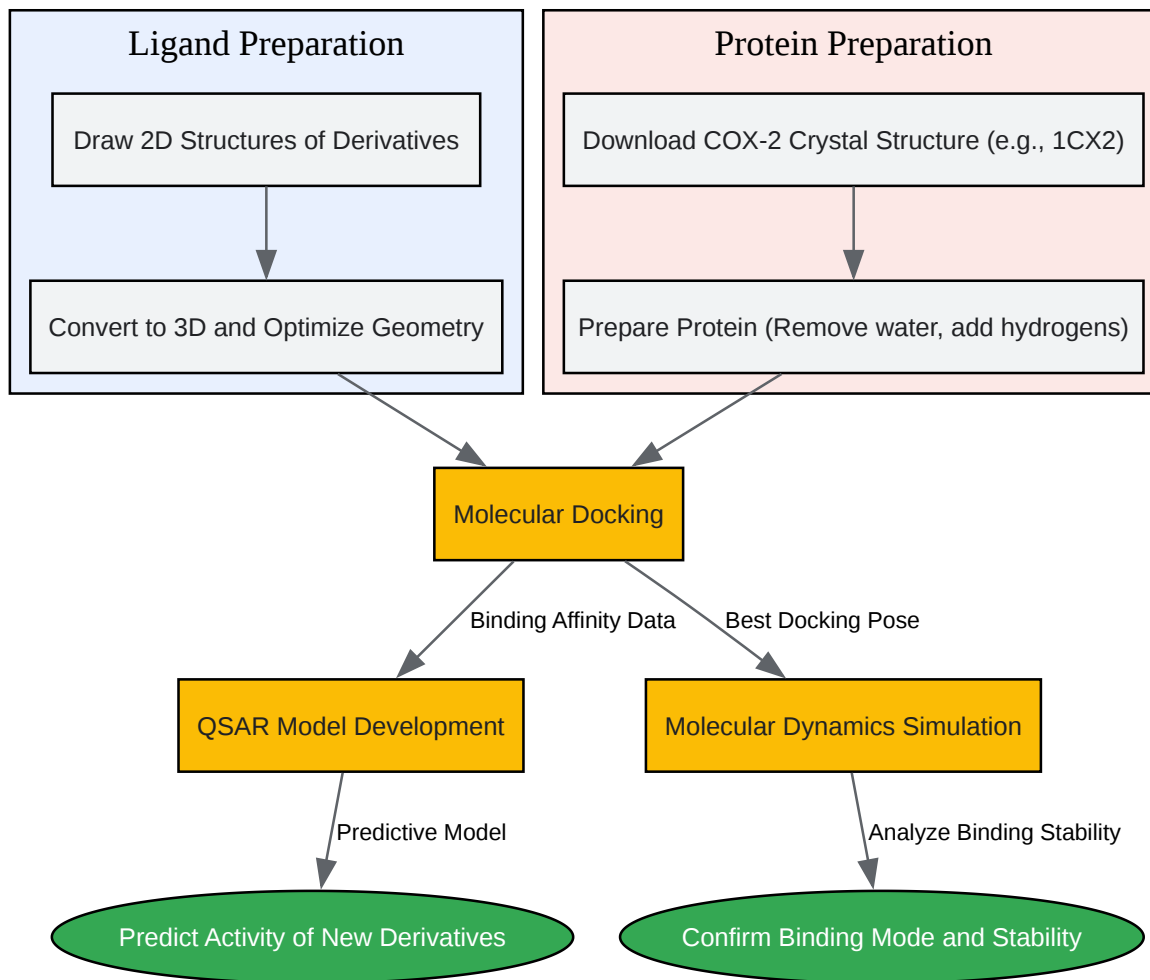 Ligand Preparation
Protein Preparation
Draw 2D Structures of Derivatives
Download COX-2 Crystal Structure (e.g., 1CX2)
Convert to 3D and Optimize Geometry
Prepare Protein (Remove water, add hydrogens)
Molecular Docking
Binding Affinity Data
Best Docking Pose
QSAR Model Development
Molecular Dynamics Simulation
Predictive Model
Analyze Binding Stability
Predict Activity of New Derivatives
Confirm Binding Mode and Stability